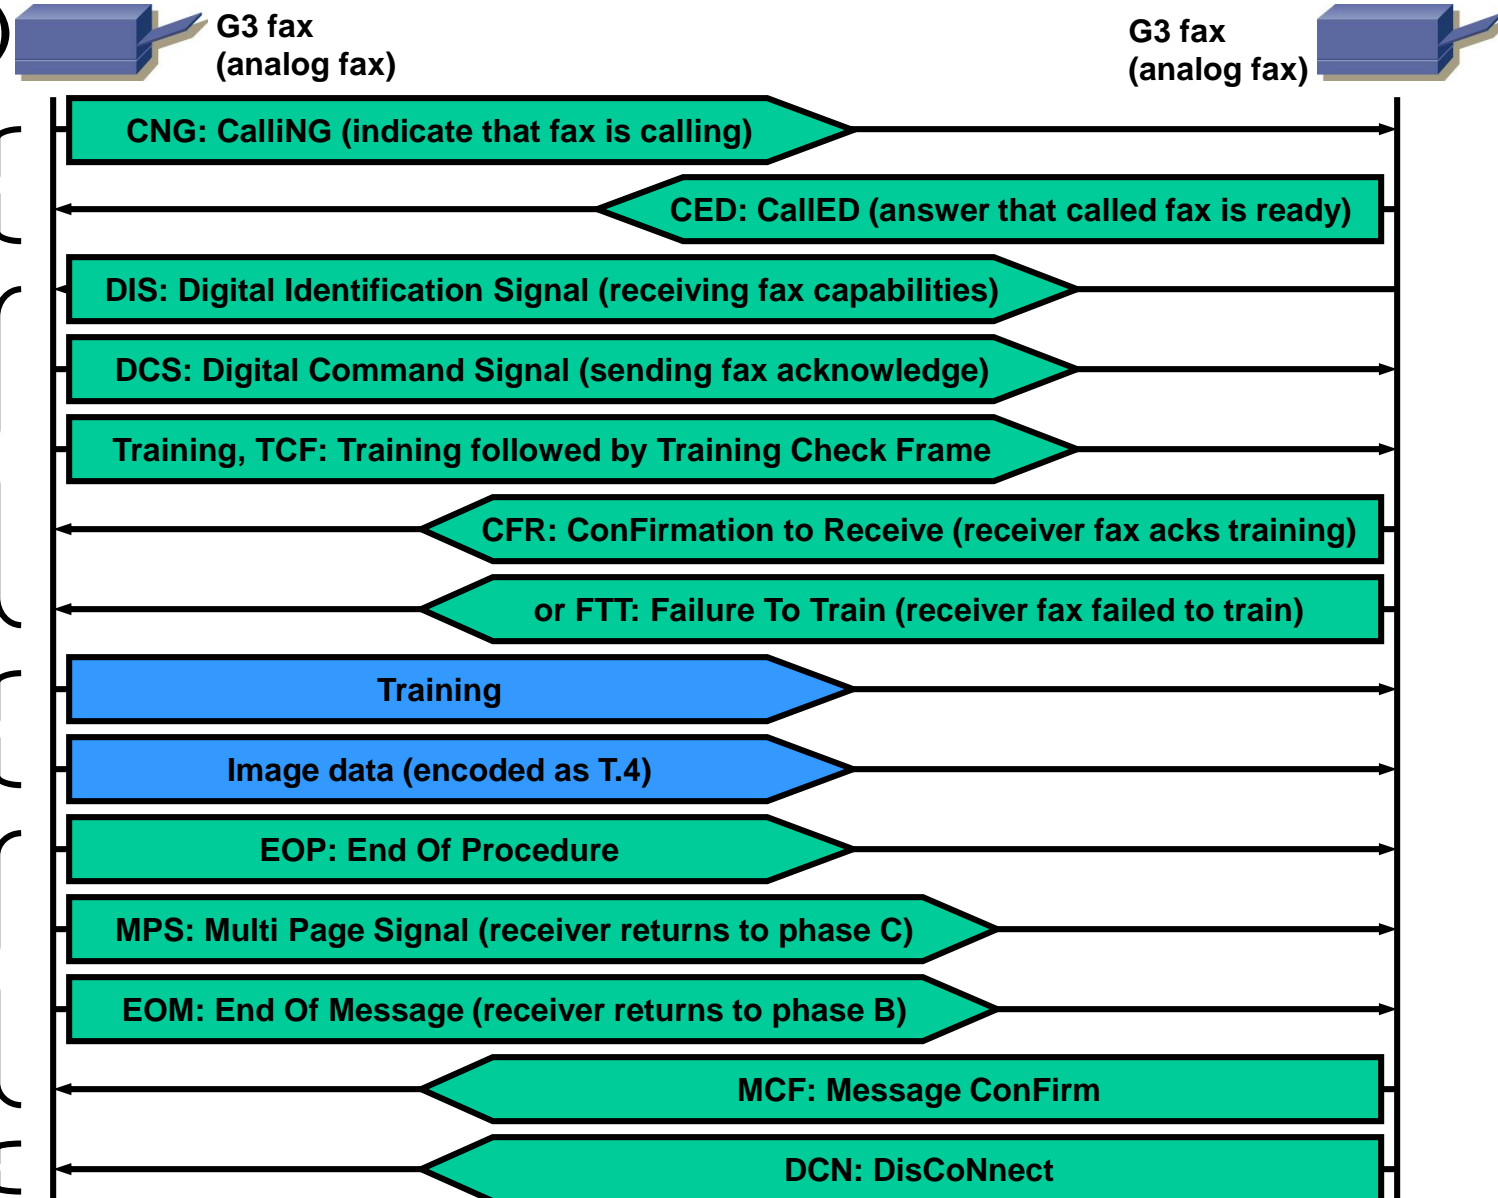 )
G3 fax
(analog fax)
G3 fax
(analog fax)
CNG: CalliNG (indicate that fax is calling)
CED: CallED (answer that called fax is ready)
DIS: Digital Identification Signal (receiving fax capabilities)
DCS: Digital Command Signal (sending fax acknowledge)
Training, TCF: Training followed by Training Check Frame
CFR: ConFirmation to Receive (receiver fax acks training)
or FTT: Failure To Train (receiver fax failed to train)
Training
Image data (encoded as T.4)
EOP: End Of Procedure
MPS: Multi Page Signal (receiver returns to phase C)
EOM: End Of Message (receiver returns to phase B)
MCF: Message ConFirm
DCN: DisCoNnect